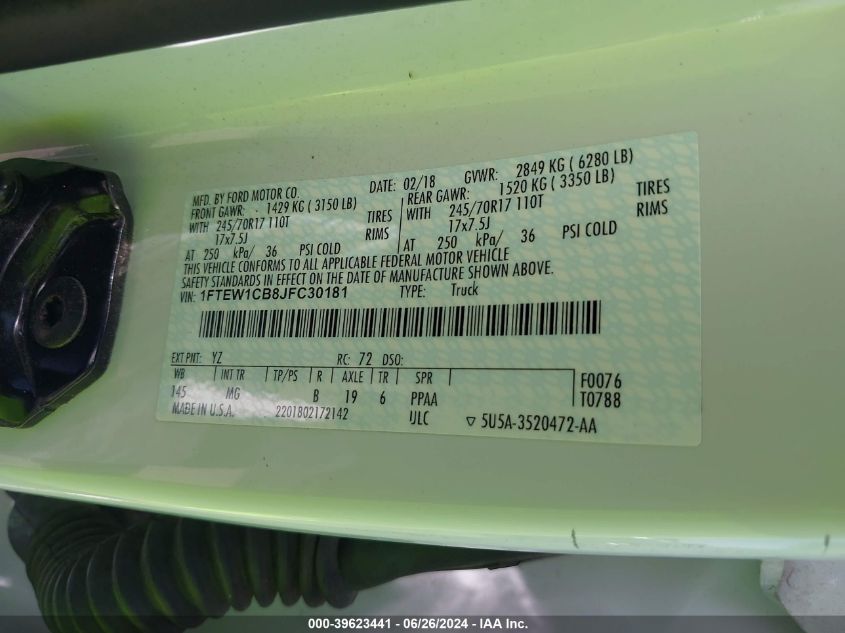 MFD. BY FORD MOTOR CO. DATE: 02/18 GVWR: 2849 KG ( 6280 LB)
FRONT GAWR: - 1429 KG ( 3150 LB) REAR GAWR: 1520 KG ( 3350 LB)
WITH 245/70R17 110T TIRES WITH 245/70R17 110T TIRES
17x7.5J RIMS 17x7.5J RIMS
AT 250 kPa/ 36 PSI COLD AT 250 kPa/ 36 PSI COLD
THIS VEHICLE CONFORMS TO ALL APPLICABLE FEDERAL MOTOR VEHICLE
SAFETY STANDARDS IN EFFECT ON THE DATE OF MANUFACTURE SHOWN ABOVE.
VIN: 1FTEW1CB8JFC30181 TYPE: Truck
EXT PNT: YZ RC: 72 DSO:
WB INT TR TP/PS R AXLE TR SPR F0076
145 MG B 19 6 PPAA T0788
MADE IN U.S.A. 2201802172142 UJLC ▽ 5U5A-3520472-AA
000-39623441 - 06/26/2024 - IAA Inc.